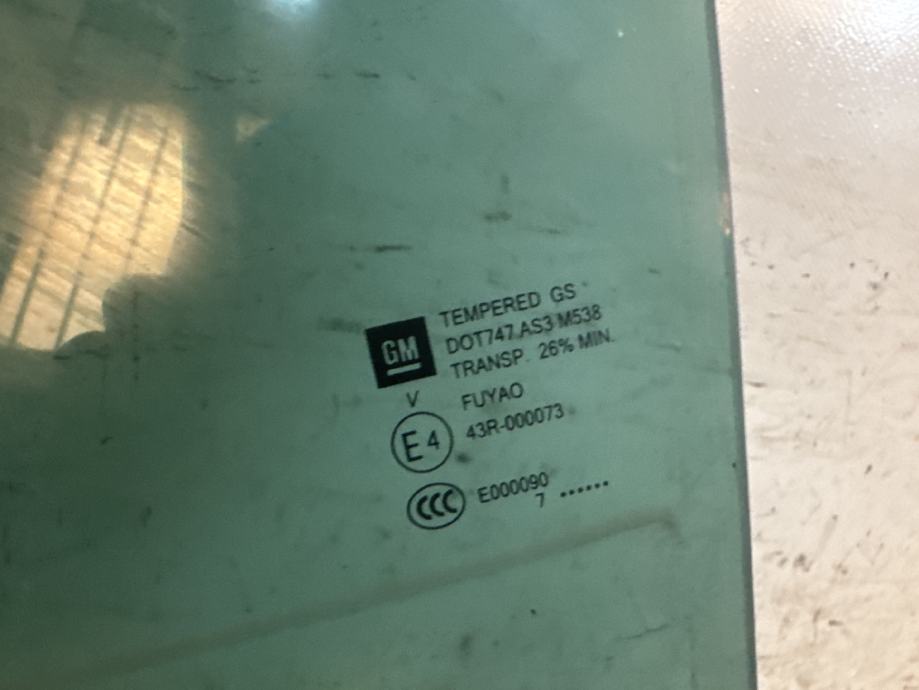 GM
TEMPERED GS
DOT747 AS3 M538
TRANSP. 26% MIN.
V
FUYAO
E4
43R-000073
CCC
E000090
7 ......